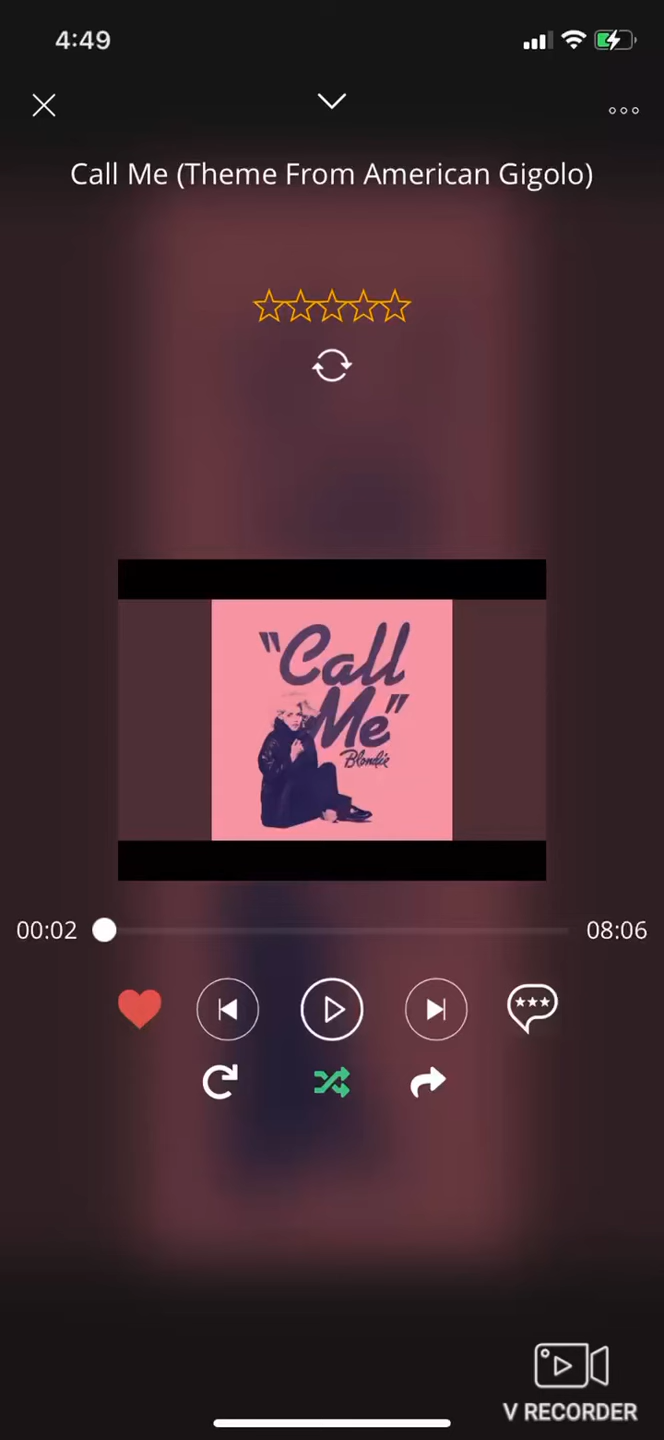 4:49
Call Me (Theme From American Gigolo)
"Call
Me"
Blondie
00:02
08:06
V RECORDER